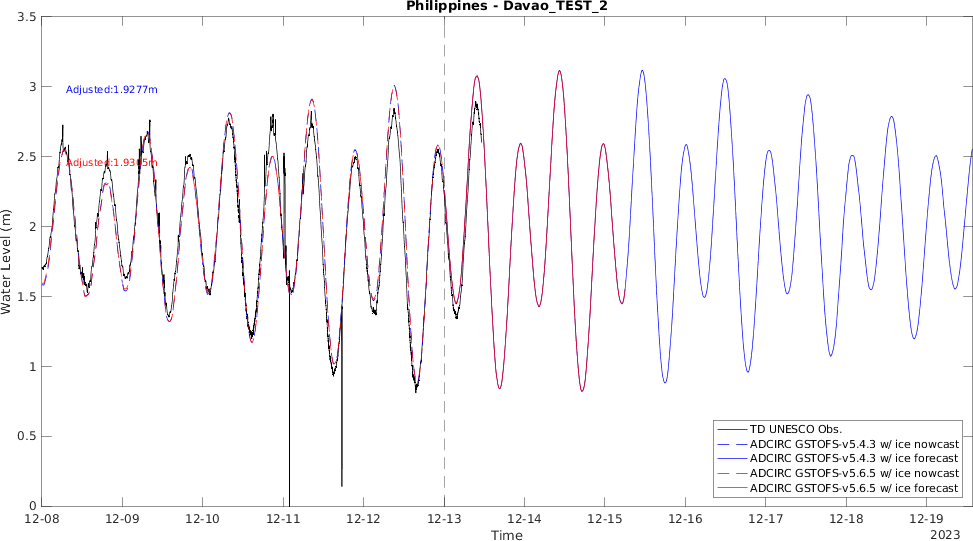 Philippines - Davao_TEST_2
3.5
3
2.5
2
1.5
1
0.5
0
Water Level (m)
Adjusted:1.9277m
Adjusted:1.9305m
TD UNESCO Obs.
ADCIRC GSTOFS-v5.4.3 w/ ice nowcast
ADCIRC GSTOFS-v5.4.3 w/ ice forecast
ADCIRC GSTOFS-v5.6.5 w/ ice nowcast
ADCIRC GSTOFS-v5.6.5 w/ ice forecast
12-08 12-09 12-10 12-11 12-12 12-13 12-14 12-15 12-16 12-17 12-18 12-19
Time
2023